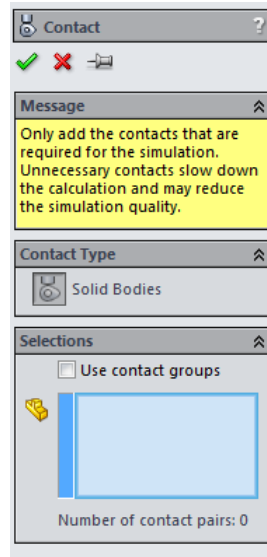 Contact ?
Message
Only add the contacts that are
required for the simulation.
Unnecessary contacts slow down
the calculation and may reduce
the simulation quality.
Contact Type
Solid Bodies
Selections
Use contact groups
Number of contact pairs: 0